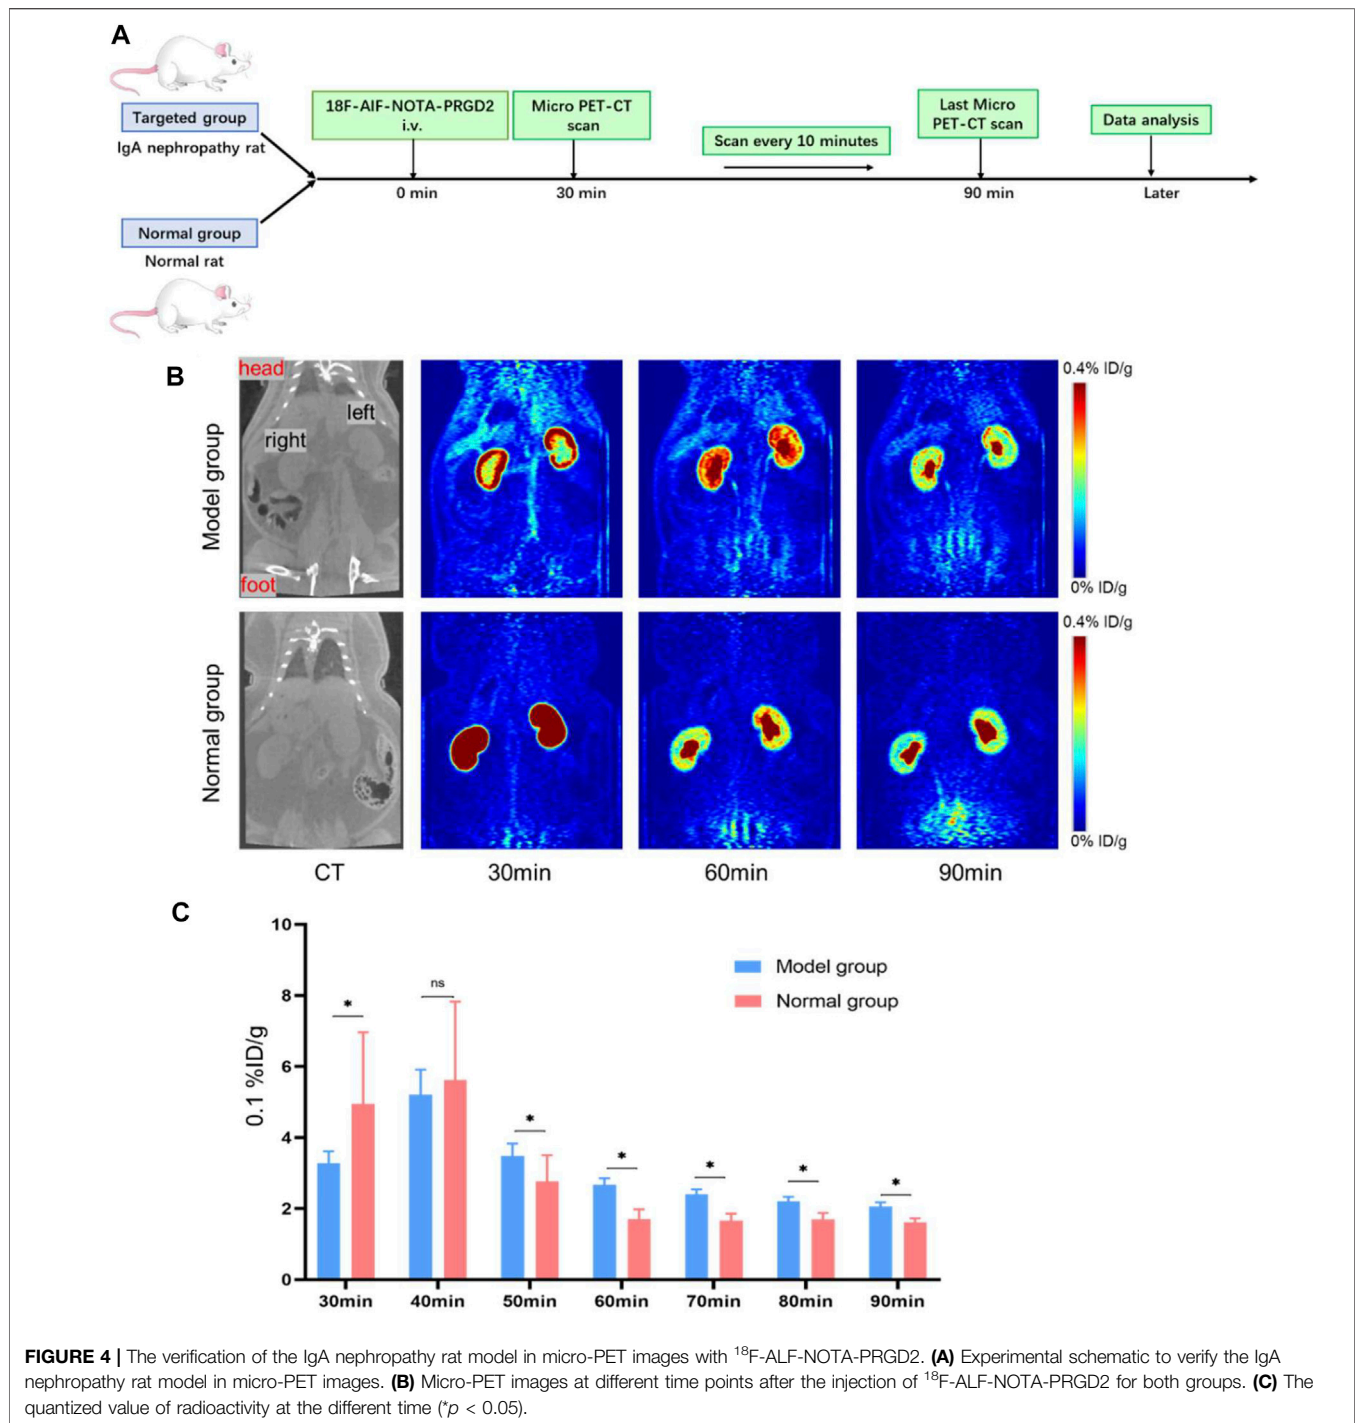 A
Targeted group
IgA nephropathy rat
Normal group
Normal rat
18F-AlF-NOTA-PRGD2
i.v.
Micro PET-CT
scan
Scan every 10 minutes
Last Micro
PET-CT scan
Data analysis
0 min
30 min
90 min
Later
B
Model group
Normal group
head
left
right
foot
0.4% ID/g
0% ID/g
0.4% ID/g
0% ID/g
CT
30min
60min
90min
C
0.1 %ID/g
10
8
6
4
2
0
Model group
Normal group
*
ns
*
*
*
*
*
30min
40min
50min
60min
70min
80min
90min
FIGURE 4 | The verification of the IgA nephropathy rat model in micro-PET images with ¹⁸F-ALF-NOTA-PRGD2. (A) Experimental schematic to verify the IgA
nephropathy rat model in micro-PET images. (B) Micro-PET images at different time points after the injection of ¹⁸F-ALF-NOTA-PRGD2 for both groups. (C) The
quantized value of radioactivity at the different time (*p < 0.05).